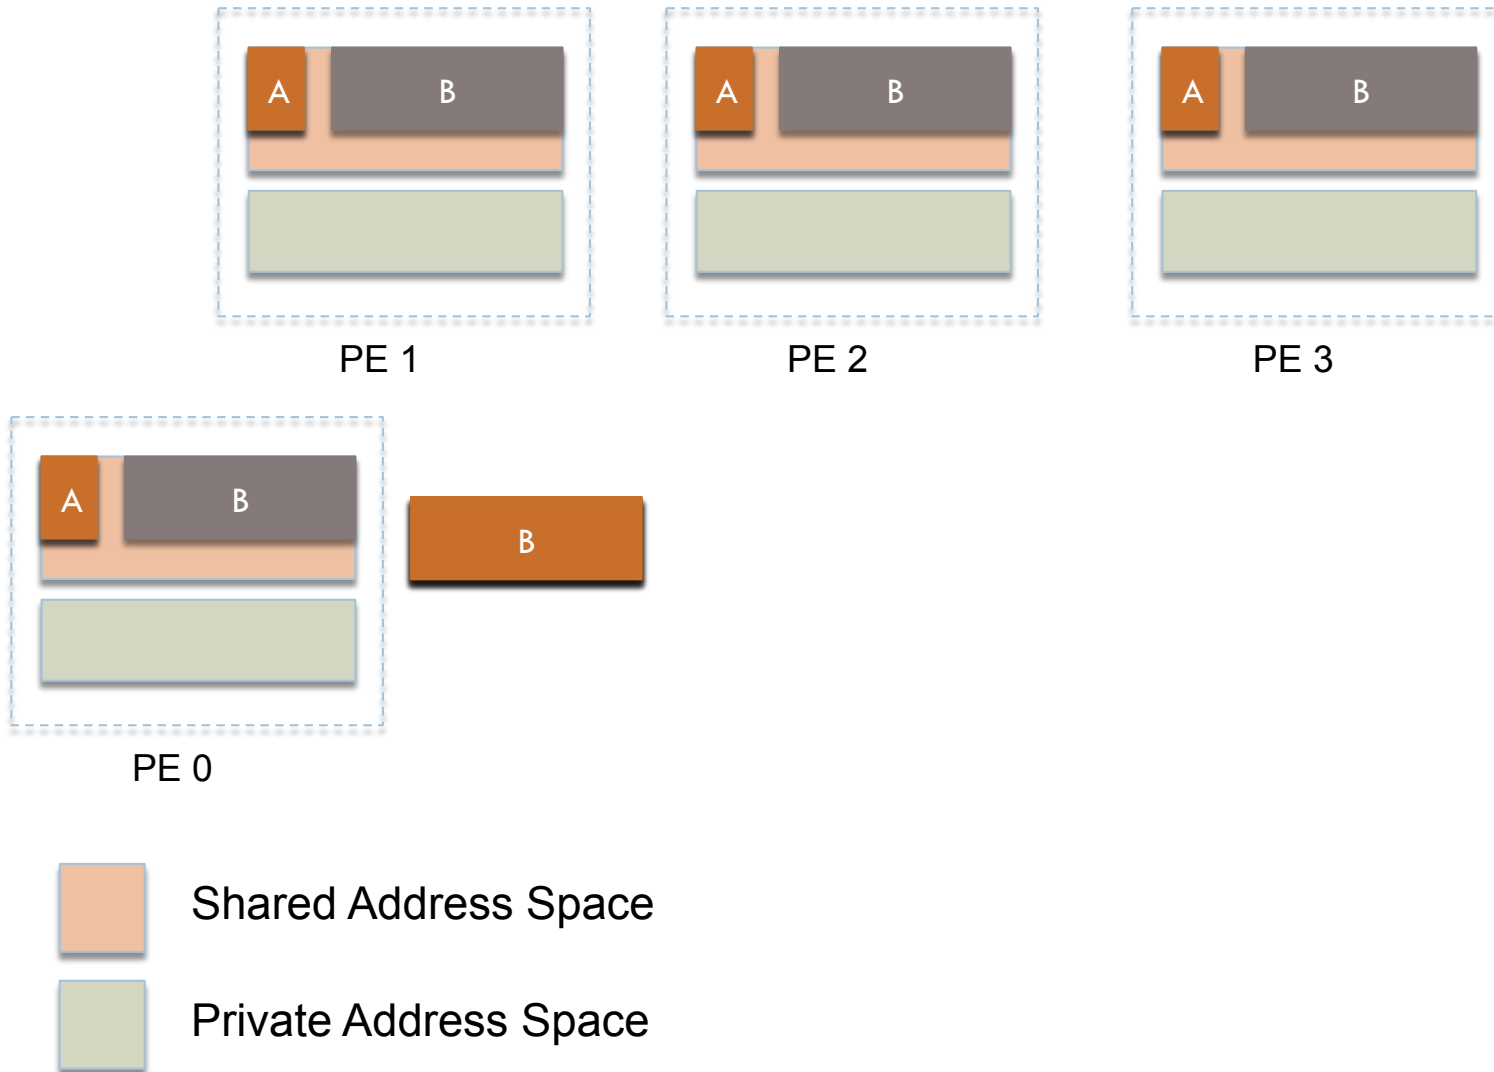 A B A B A B
PE 1 PE 2 PE 3
A B B
PE 0
Shared Address Space
Private Address Space